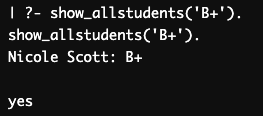 | ?- show_allstudents('B+').
show_allstudents('B+').
Nicole Scott: B+
yes